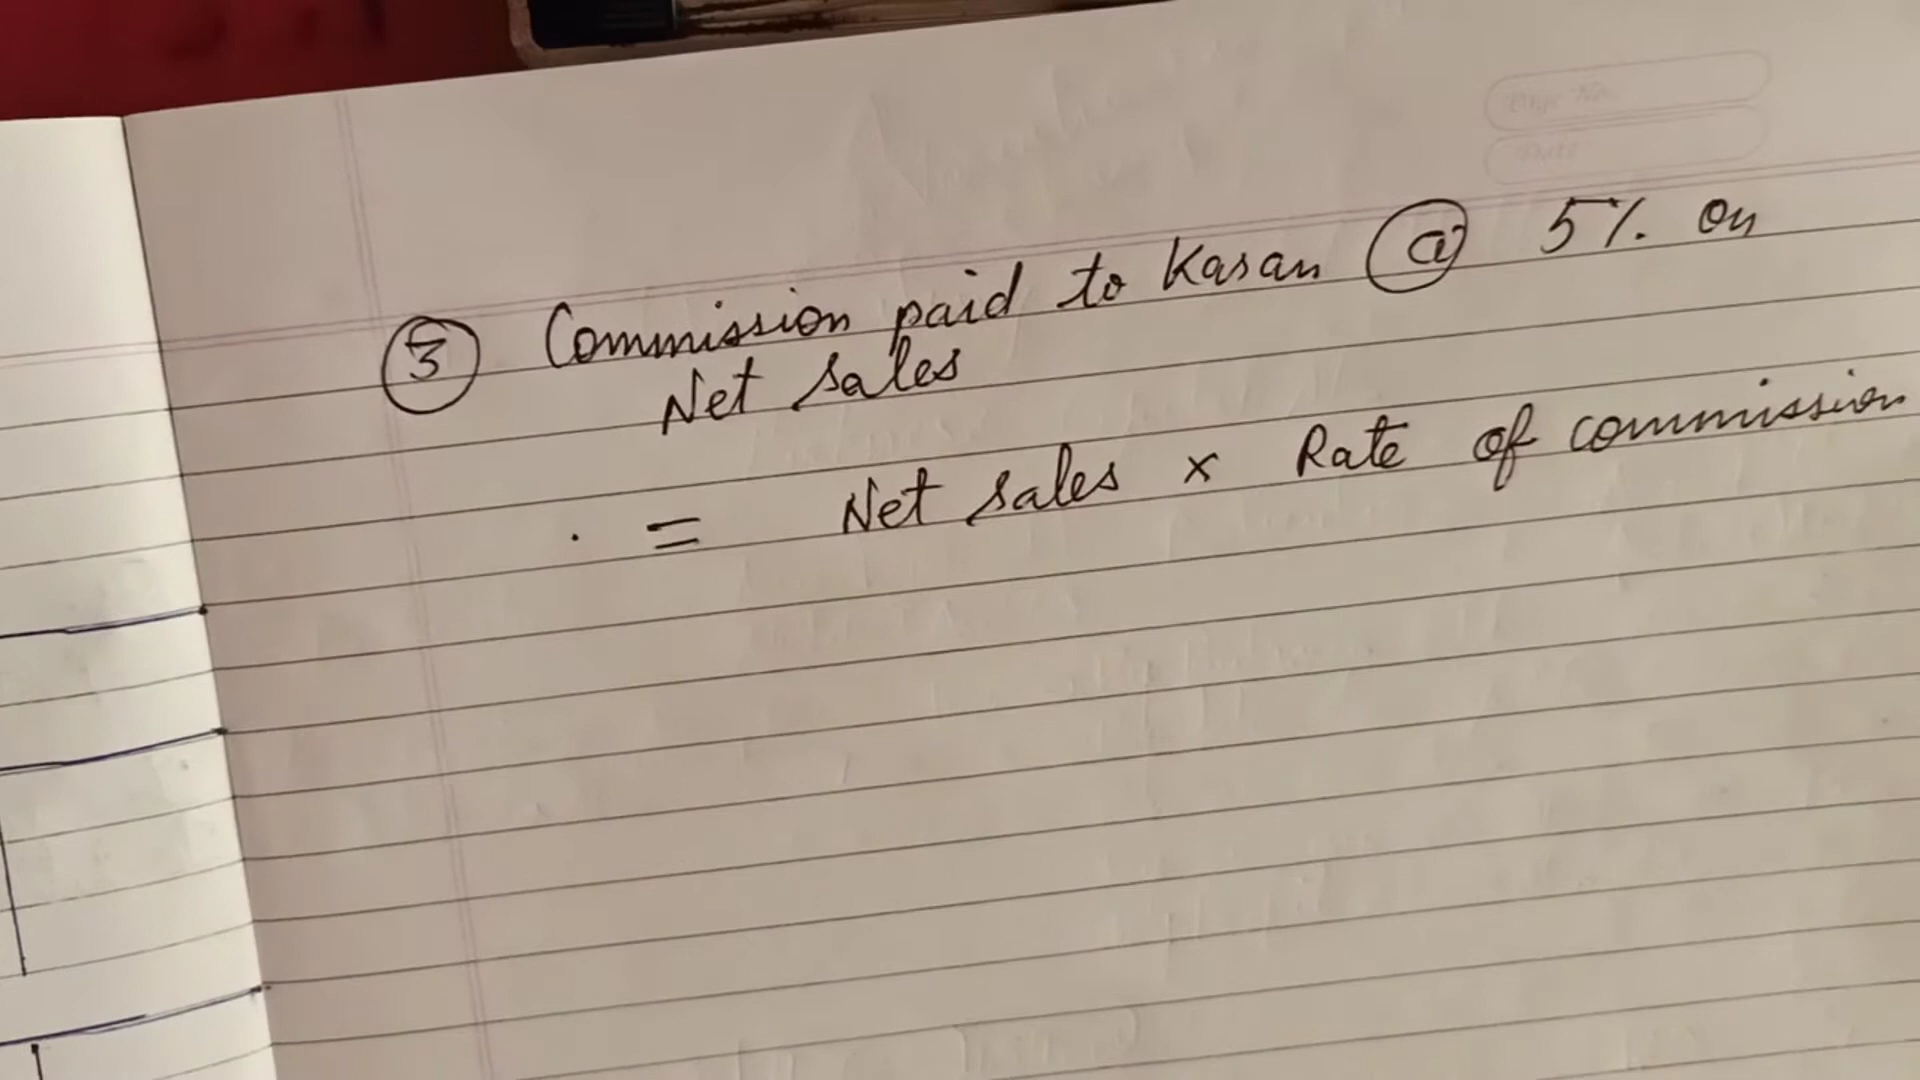 ③ Commission paid to Kasan @ 5% on
Net sales
= Net sales × Rate of commission